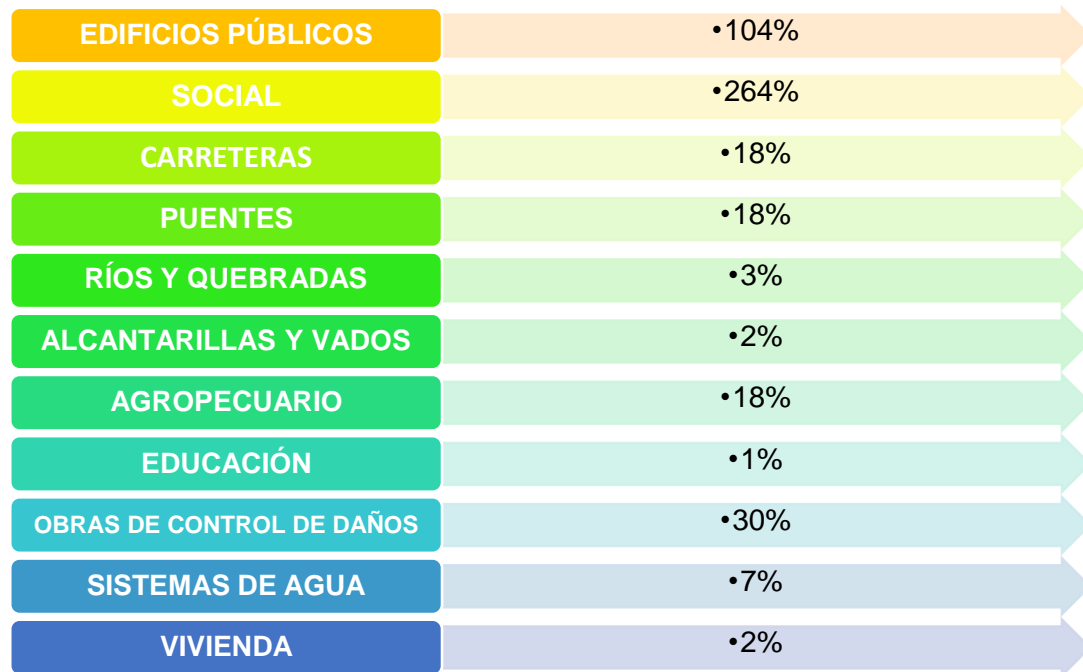 EDIFICIOS PÚBLICOS
•104%
SOCIAL
•264%
CARRETERAS
•18%
PUENTES
•18%
RÍOS Y QUEBRADAS
•3%
ALCANTARILLAS Y VADOS
•2%
AGROPECUARIO
•18%
EDUCACIÓN
•1%
OBRAS DE CONTROL DE DAÑOS
•30%
SISTEMAS DE AGUA
•7%
VIVIENDA
•2%